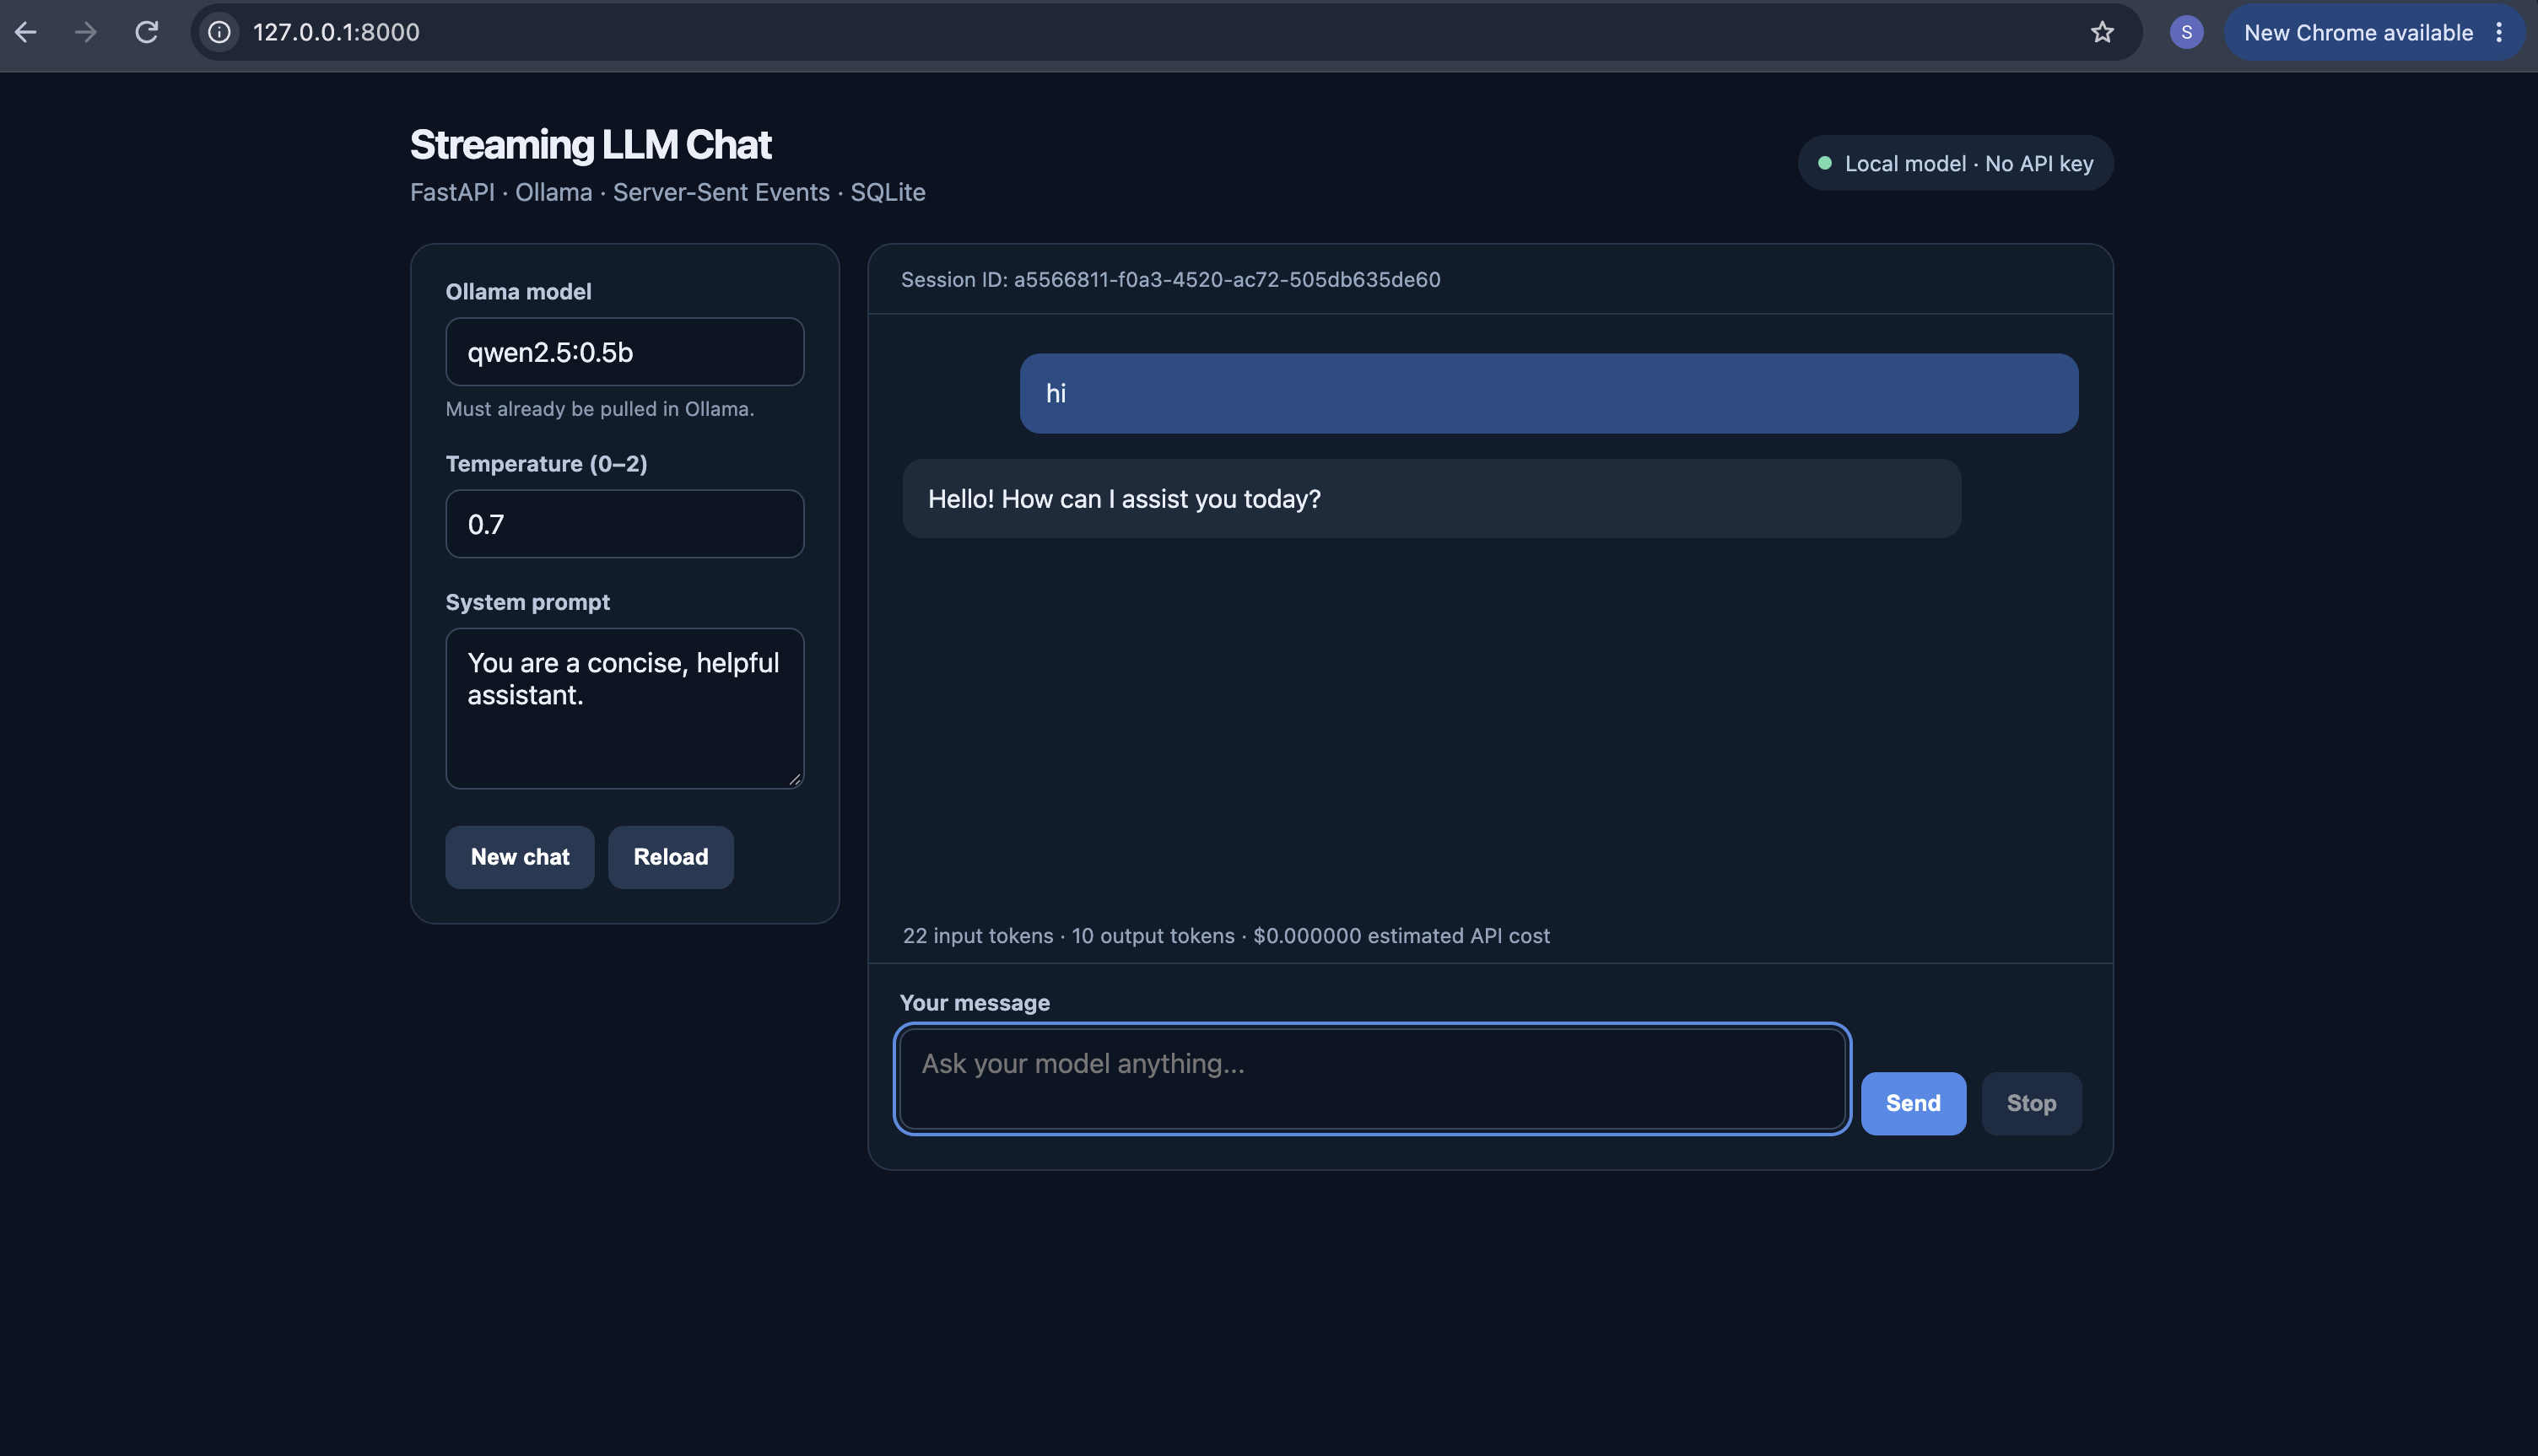 127.0.0.1:8000
S
New Chrome available
Streaming LLM Chat
FastAPI · Ollama · Server-Sent Events · SQLite
Local model · No API key
Ollama model
qwen2.5:0.5b
Must already be pulled in Ollama.
Temperature (0–2)
0.7
System prompt
You are a concise, helpful
assistant.
New chat
Reload
Session ID: a5566811-f0a3-4520-ac72-505db635de60
hi
Hello! How can I assist you today?
22 input tokens · 10 output tokens · $0.000000 estimated API cost
Your message
Ask your model anything...
Send
Stop